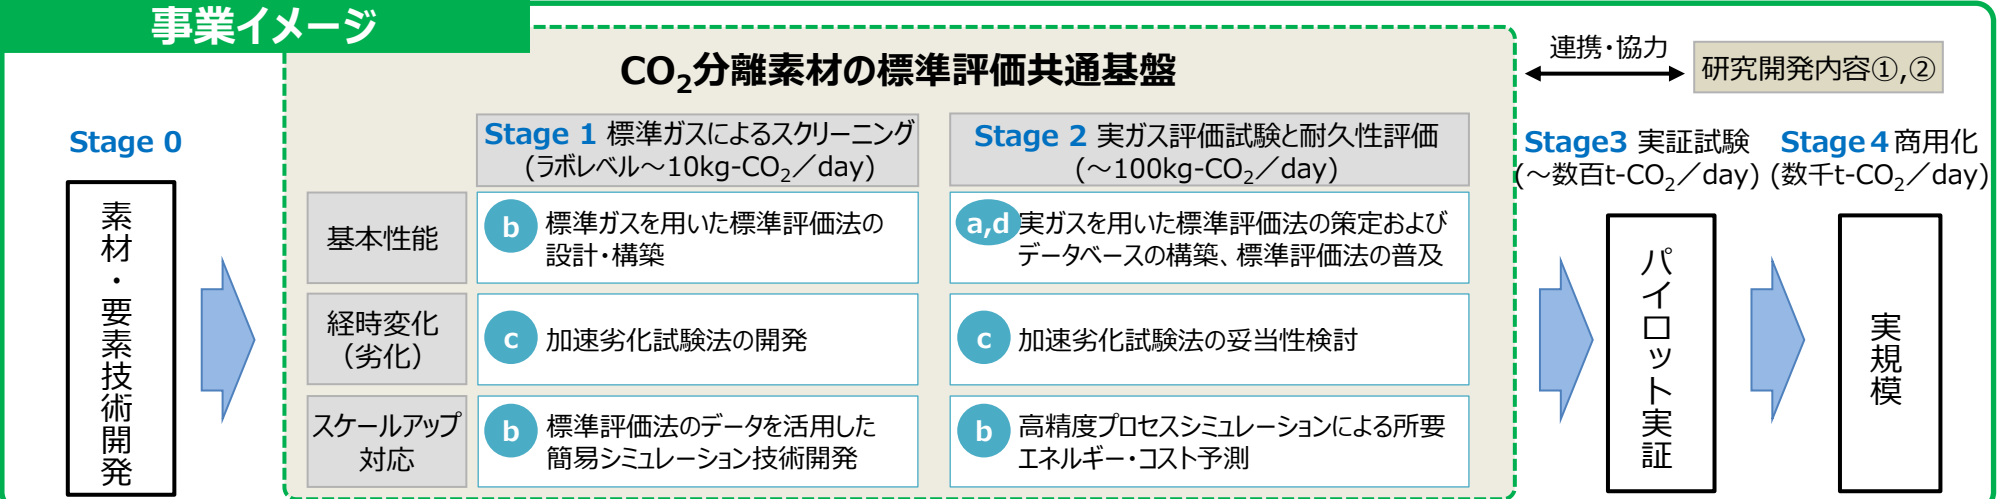 事業イメージ
CO₂分離素材の標準評価共通基盤
連携・協力
研究開発内容①,②
Stage 0
素材・要素技術開発
Stage 1 標準ガスによるスクリーニング
(ラボレベル～10kg-CO₂／day)
Stage 2 実ガス評価試験と耐久性評価
(～100kg-CO₂／day)
基本性能
b
標準ガスを用いた標準評価法の
設計・構築
a,d
実ガスを用いた標準評価法の策定および
データベースの構築、標準評価法の普及
経時変化
（劣化）
c
加速劣化試験法の開発
c
加速劣化試験法の妥当性検討
スケールアップ
対応
b
標準評価法のデータを活用した
簡易シミュレーション技術開発
b
高精度プロセスシミュレーションによる所要
エネルギー・コスト予測
Stage3 実証試験
(～数百t-CO₂／day)
パイロット実証
Stage４商用化
(数千t-CO₂／day)
実規模